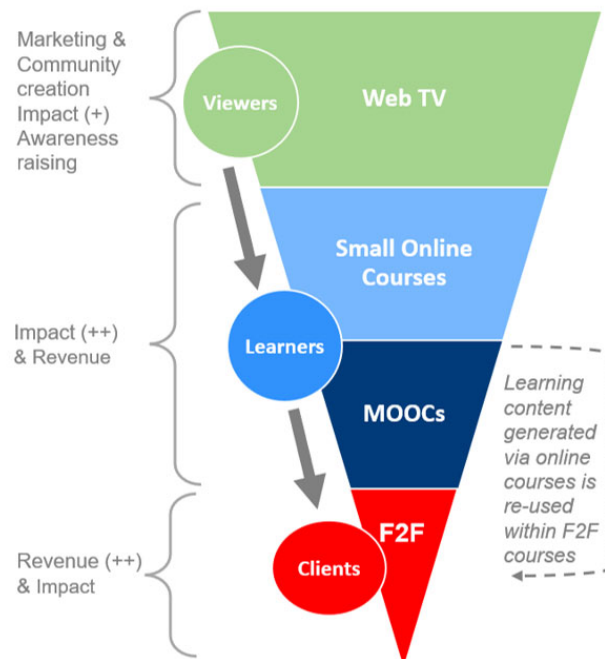 Marketing &
Community
creation
Impact (+)
Awareness
raising
Viewers
Web TV
Small Online
Courses
Impact (++)
& Revenue
Learners
MOOCs
Learning
content
generated
via online
courses is
re-used
within F2F
courses
F2F
Revenue (++)
& Impact
Clients